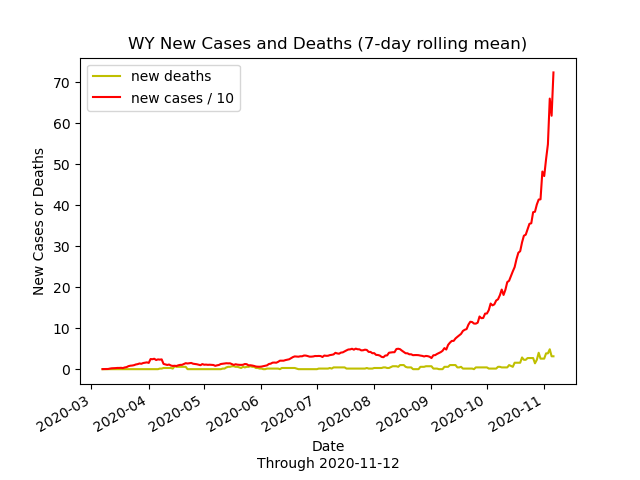 WY New Cases and Deaths (7-day rolling mean)
new deaths
new cases / 10
70
60
50
40
30
20
10
0
New Cases or Deaths
2020-03
2020-04
2020-05
2020-06
2020-07
2020-08
2020-09
2020-10
2020-11
Date
Through 2020-11-12